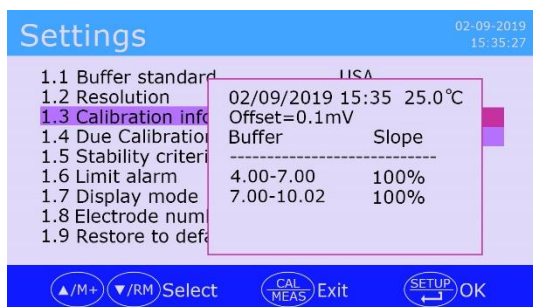 Settings
02-09-2019
15:35:27
1.1 Buffer standard USA
1.2 Resolution
1.3 Calibration info
1.4 Due Calibration
1.5 Stability criteri
1.6 Limit alarm
1.7 Display mode
1.8 Electrode num
1.9 Restore to defa
02/09/2019 15:35 25.0°C
Offset=0.1mV
Buffer Slope
---------------------------
4.00-7.00 100%
7.00-10.02 100%
▲/M+ ▼/RM Select CAL MEAS Exit SETUP ↵ OK